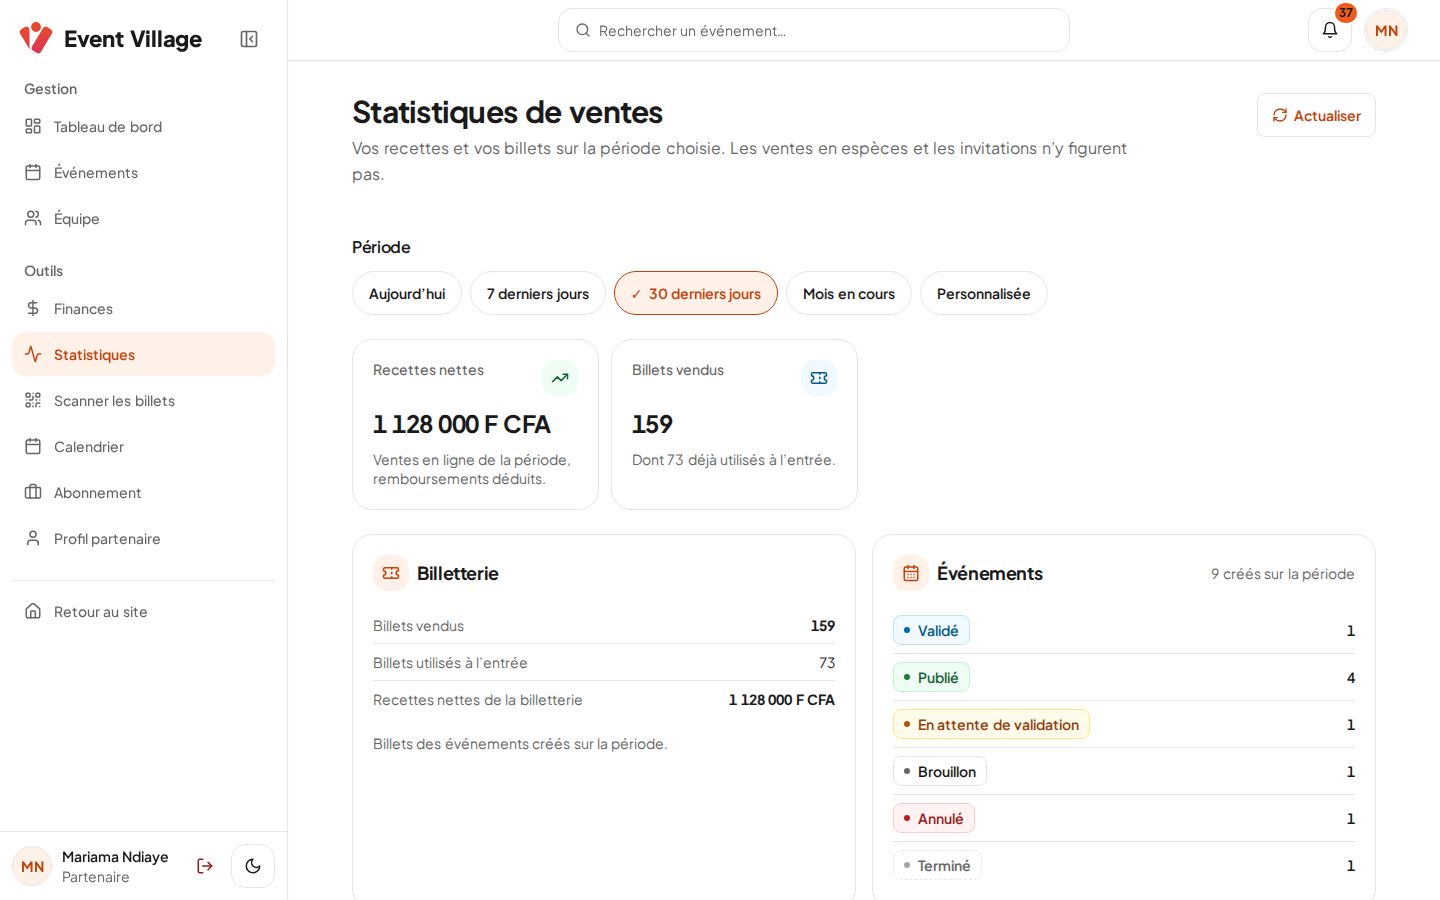 Event Village
Gestion
Tableau de bord
Événements
Équipe
Outils
Finances
Statistiques
Scanner les billets
Calendrier
Abonnement
Profil partenaire
Retour au site
MN
Mariama Ndiaye
Partenaire
Rechercher un événement…
37
MN
Statistiques de ventes
Actualiser
Vos recettes et vos billets sur la période choisie. Les ventes en espèces et les invitations n’y figurent
pas.
Période
Aujourd’hui
7 derniers jours
✓ 30 derniers jours
Mois en cours
Personnalisée
Recettes nettes
1 128 000 F CFA
Ventes en ligne de la période,
remboursements déduits.
Billets vendus
159
Dont 73 déjà utilisés à l’entrée.
Billetterie
Billets vendus 159
Billets utilisés à l’entrée 73
Recettes nettes de la billetterie 1 128 000 F CFA
Billets des événements créés sur la période.
Événements 9 créés sur la période
Validé 1
Publié 4
En attente de validation 1
Brouillon 1
Annulé 1
Terminé 1